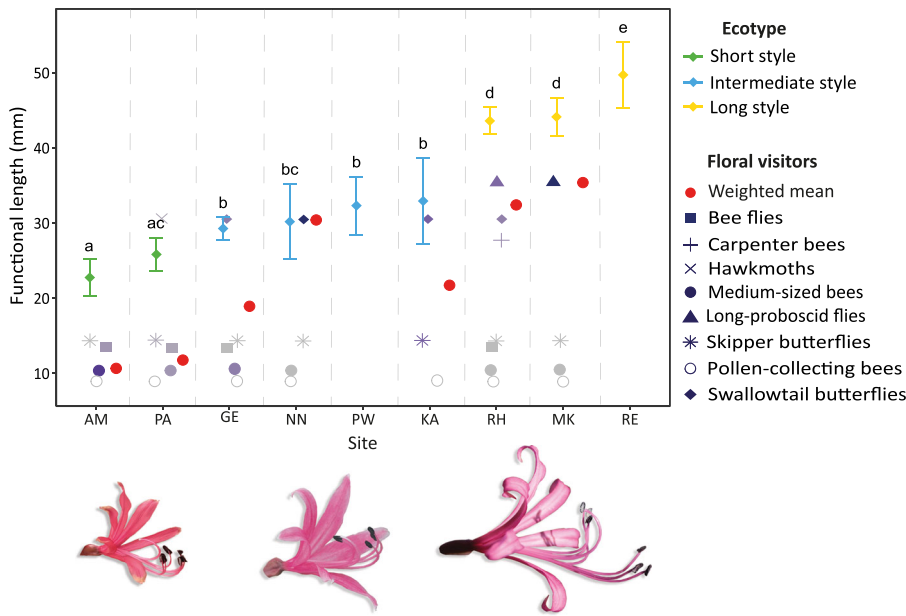 Functional length (mm)
50
40
30
20
10
a
ac
b
bc
b
b
d
d
e
AM PA GE NN PW KA RH MK RE
Site
Ecotype
Short style
Intermediate style
Long style
Floral visitors
Weighted mean
Bee flies
Carpenter bees
Hawkmoths
Medium-sized bees
Long-proboscid flies
Skipper butterflies
Pollen-collecting bees
Swallowtail butterflies